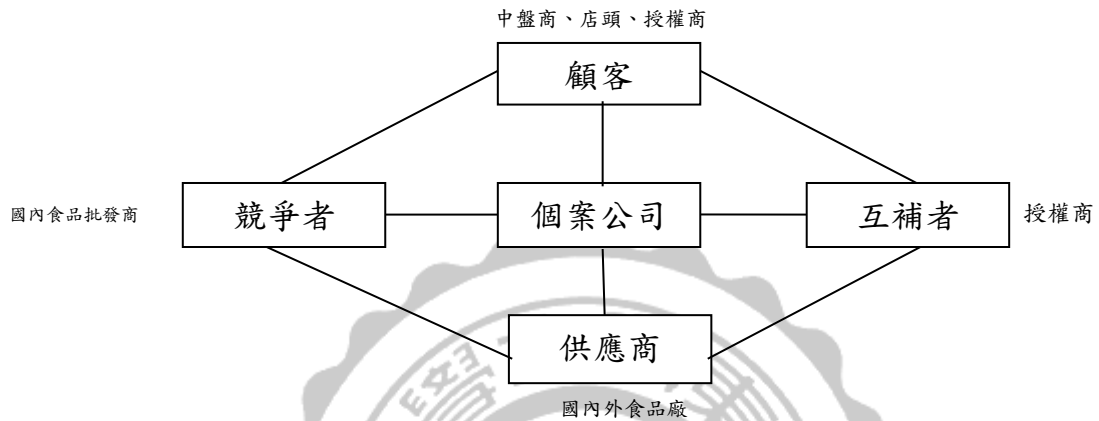 中盤商、店頭、授權商
顧客
國內食品批發商
競爭者
個案公司
互補者
授權商
供應商
國內外食品廠